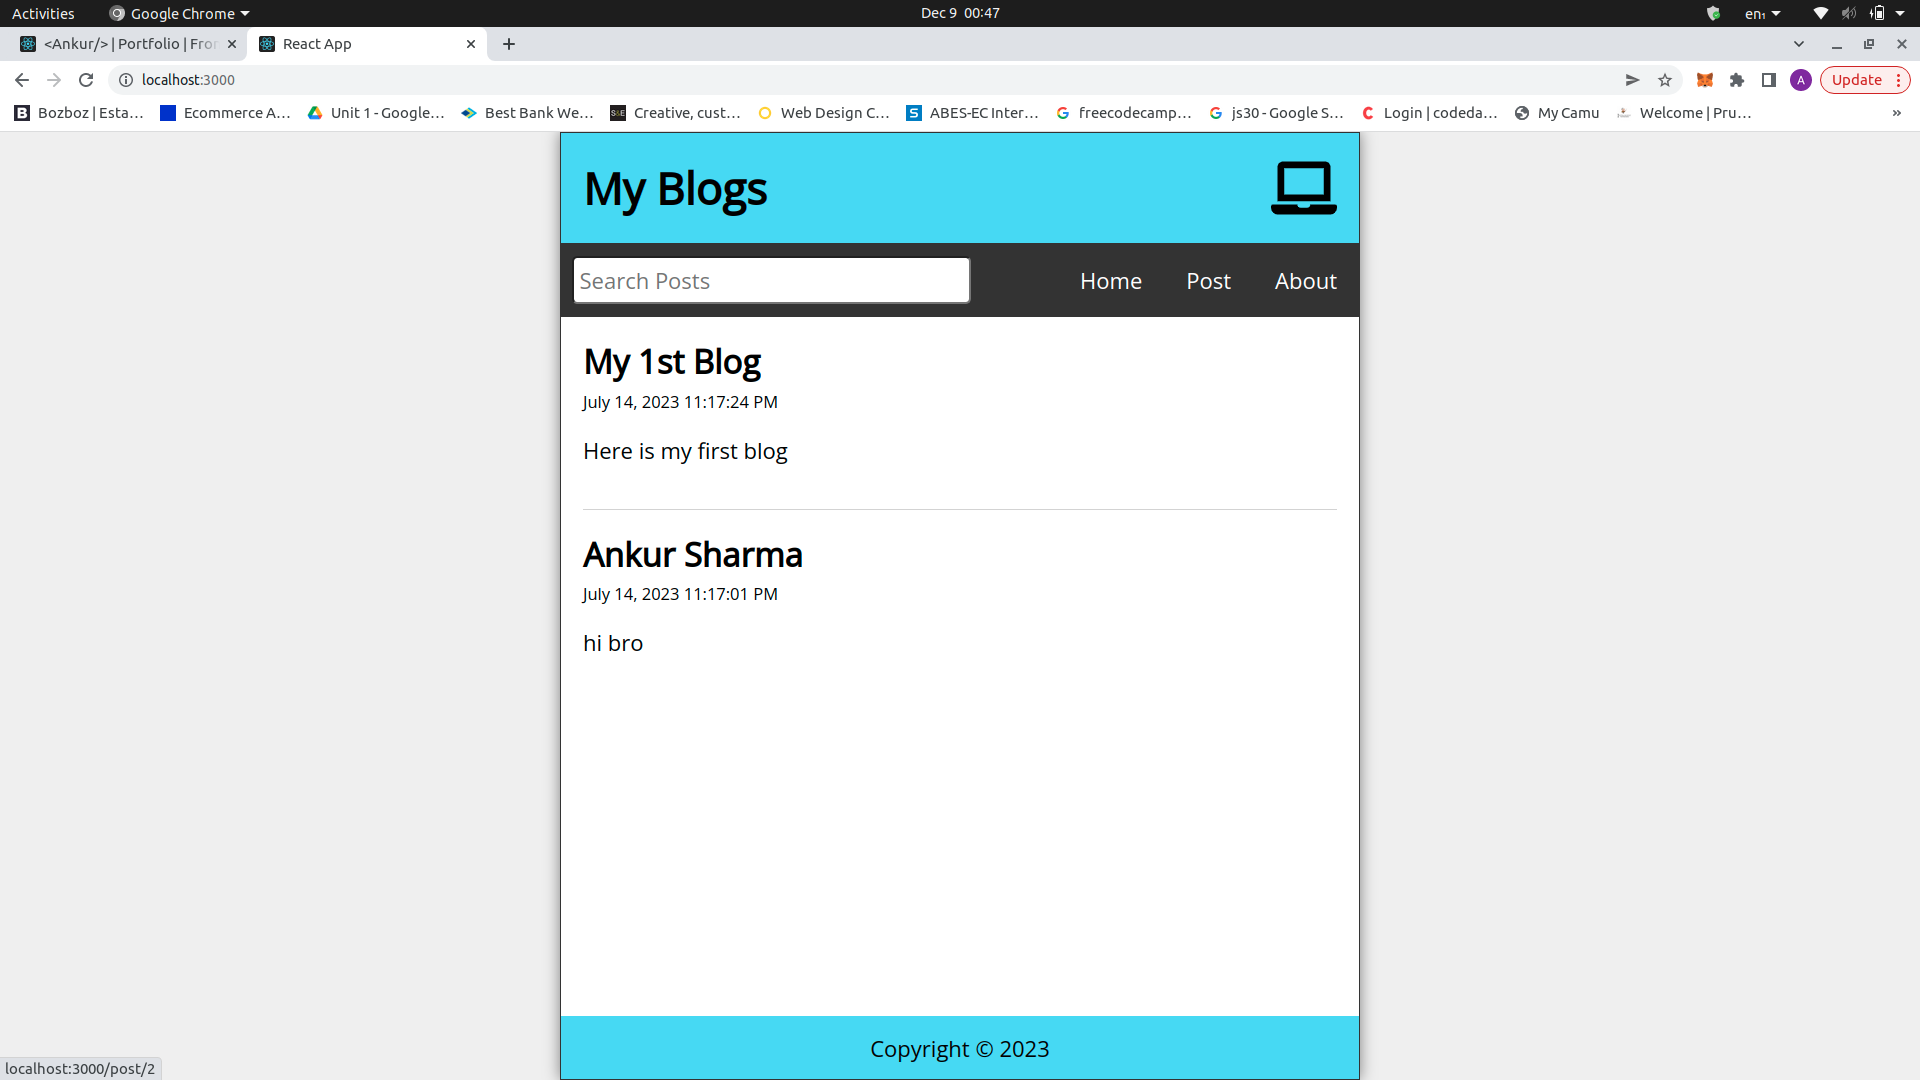 Activities Google Chrome Dec 9 00:47 en₁
<Ankur/> | Portfolio | Fro React App
localhost:3000 A Update
Bozboz | Esta… Ecommerce A… Unit 1 - Google… Best Bank We… Creative, cust… Web Design C… ABES-EC Inter… freecodecamp… js30 - Google S… Login | codeda… My Camu Welcome | Pru… »
My Blogs
Search Posts Home Post About
My 1st Blog
July 14, 2023 11:17:24 PM
Here is my first blog
Ankur Sharma
July 14, 2023 11:17:01 PM
hi bro
Copyright © 2023
localhost:3000/post/2